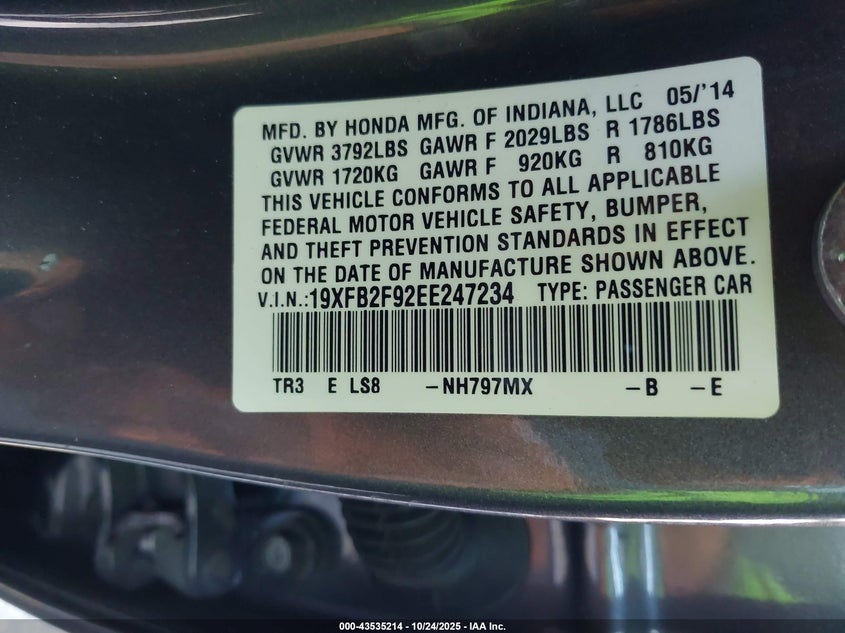 MFD. BY HONDA MFG. OF INDIANA, LLC 05/'14
GVWR 3792LBS GAWR F 2029LBS R 1786LBS
GVWR 1720KG GAWR F 920KG R 810KG
THIS VEHICLE CONFORMS TO ALL APPLICABLE
FEDERAL MOTOR VEHICLE SAFETY, BUMPER,
AND THEFT PREVENTION STANDARDS IN EFFECT
ON THE DATE OF MANUFACTURE SHOWN ABOVE.
V.I.N.:19XFB2F92EE247234 TYPE: PASSENGER CAR
TR3 E LS8 -NH797MX -B -E
000-43535214 - 10/24/2025 - IAA Inc.